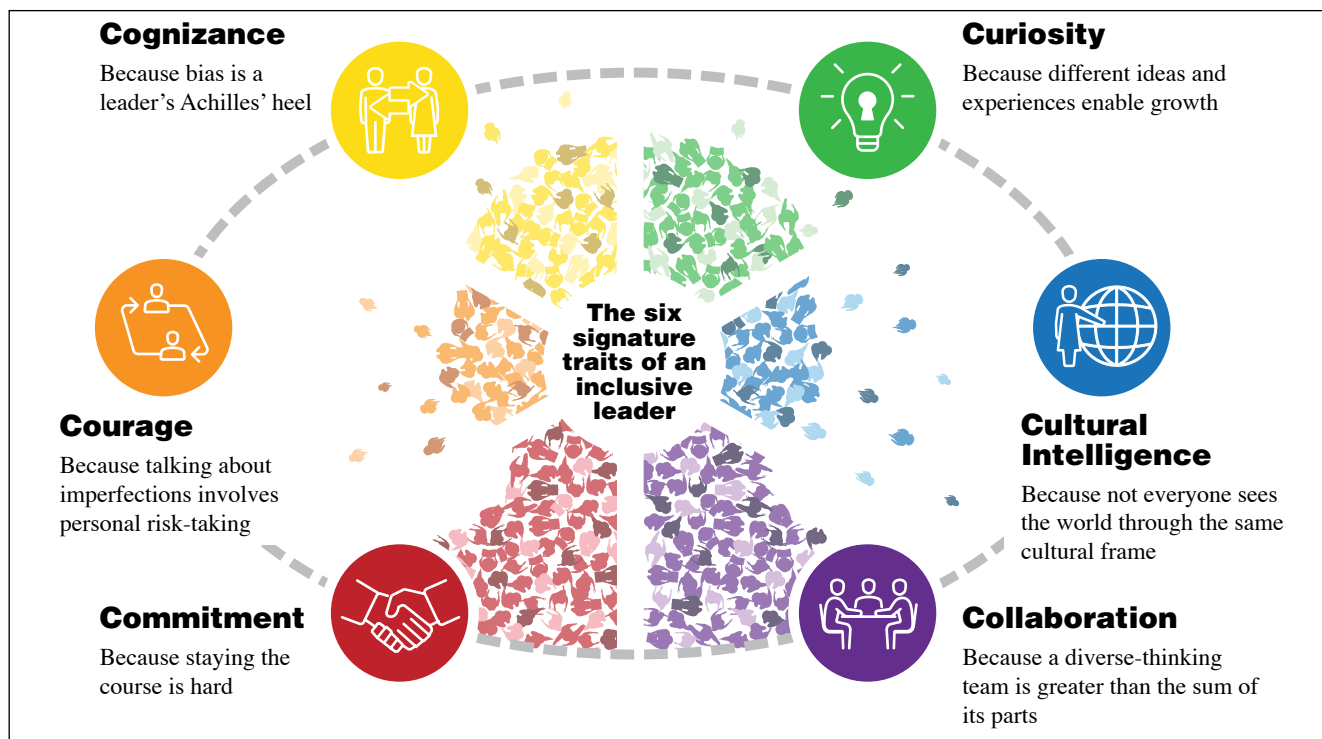 Cognizance
Because bias is a
leader’s Achilles’ heel
Curiosity
Because different ideas and
experiences enable growth
The six
signature
traits of an
inclusive
leader
Courage
Because talking about
imperfections involves
personal risk-taking
Cultural
Intelligence
Because not everyone sees
the world through the same
cultural frame
Commitment
Because staying the
course is hard
Collaboration
Because a diverse-thinking
team is greater than the sum of
its parts